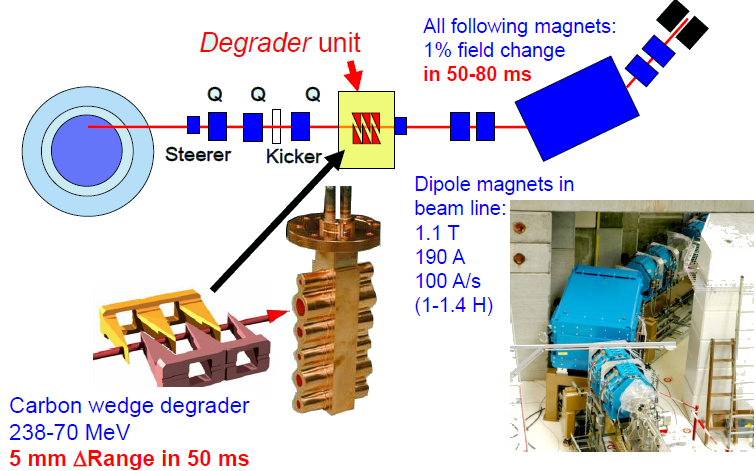 Degrader unit
All following magnets:
1% field change
in 50-80 ms
Q Q Q
Steerer
Kicker
Dipole magnets in
beam line:
1.1 T
190 A
100 A/s
(1-1.4 H)
Carbon wedge degrader
238-70 MeV
5 mm ΔRange in 50 ms